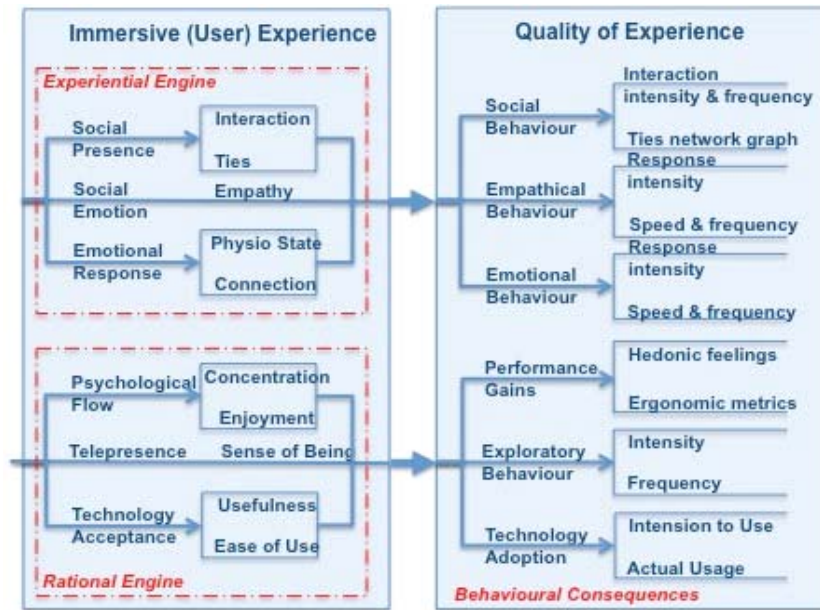 Immersive (User) Experience
Experiential Engine
Social
Presence
Interaction
Ties
Social
Emotion
Empathy
Emotional
Response
Physio State
Connection
Psychological
Flow
Concentration
Enjoyment
Telepresence
Sense of Being
Technology
Acceptance
Usefulness
Ease of Use
Rational Engine
Quality of Experience
Social
Behaviour
Interaction
intensity & frequency
Ties network graph
Empathical
Behaviour
Response
intensity
Speed & frequency
Emotional
Behaviour
Response
intensity
Speed & frequency
Performance
Gains
Hedonic feelings
Ergonomic metrics
Exploratory
Behaviour
Intensity
Frequency
Technology
Adoption
Intension to Use
Actual Usage
Behavioural Consequences